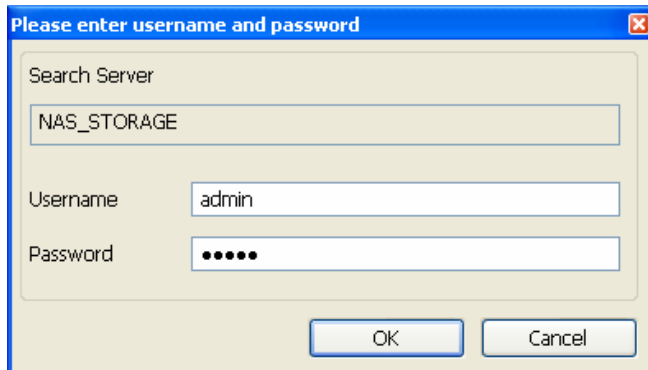 Please enter username and password
Search Server
NAS_STORAGE
Username admin
Password •••••
OK Cancel